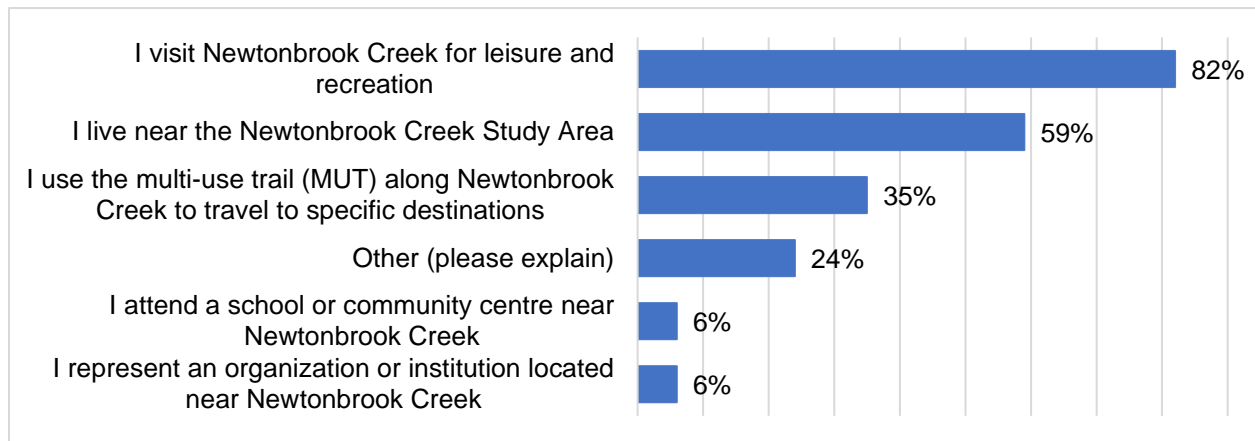 I visit Newtonbrook Creek for leisure and
recreation
82%
I live near the Newtonbrook Creek Study Area
59%
I use the multi-use trail (MUT) along Newtonbrook
Creek to travel to specific destinations
35%
Other (please explain)
24%
I attend a school or community centre near
Newtonbrook Creek
6%
I represent an organization or institution located
near Newtonbrook Creek
6%